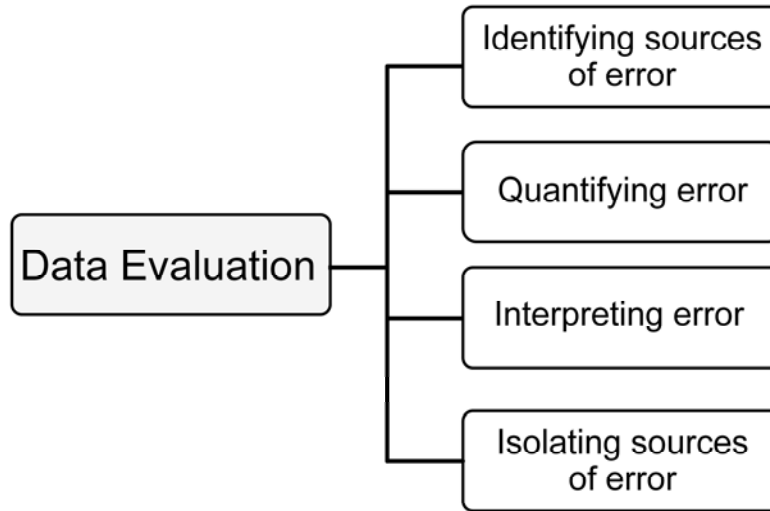 Identifying sources
of error
Quantifying error
Data Evaluation
Interpreting error
Isolating sources
of error